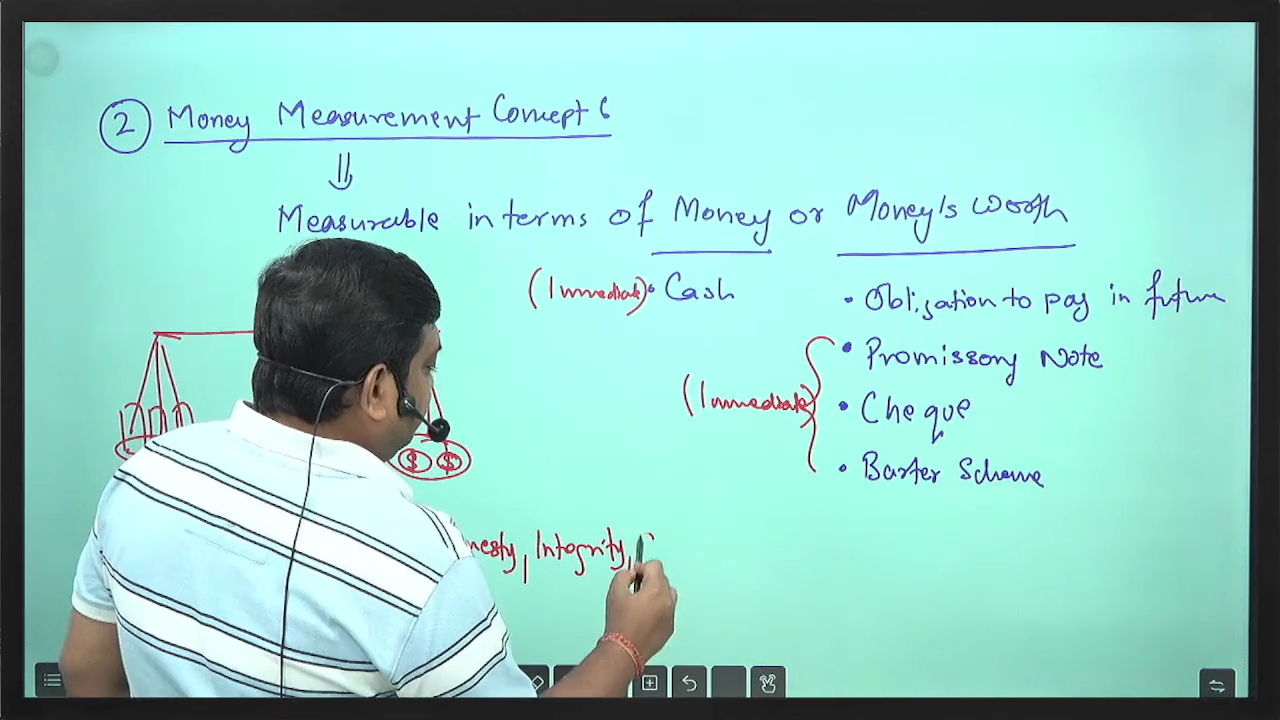 2 Money Measurement Concept :
Measurable in terms of Money or Money's Worth
(Immediate) • Cash
• Obligation to pay in future
• Promissory Note
(Immediate)
• Cheque
• Barter Scheme
$ $
nesty, Integrity,